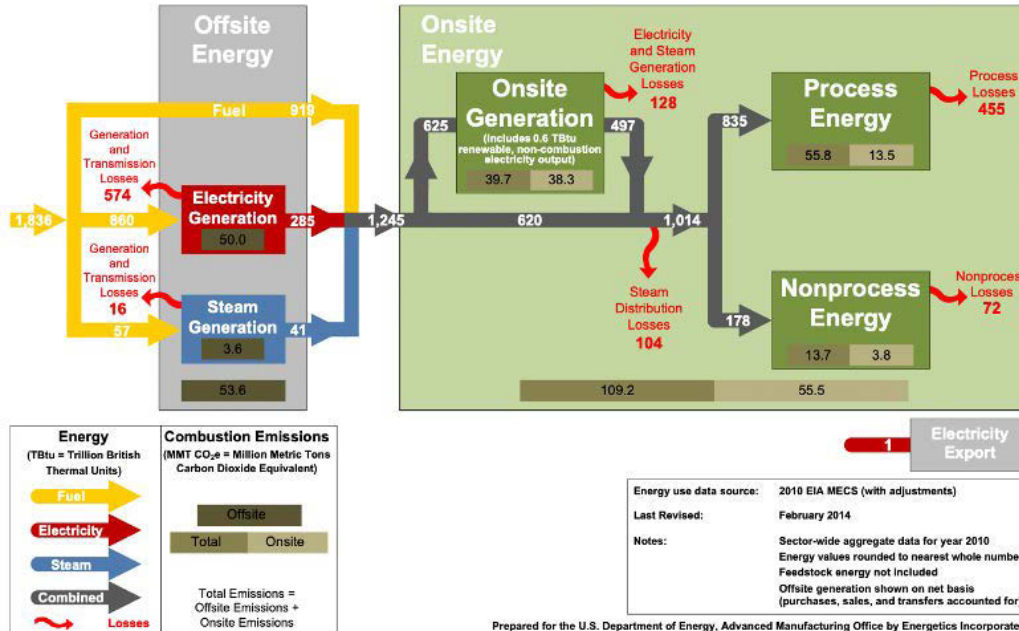 Offsite
Energy
Onsite
Energy
Fuel
919
Generation
and
Transmission
Losses
574
1,836
860
Electricity
Generation
50.0
285
Generation
and
Transmission
Losses
16
57
Steam
Generation
3.6
41
53.6
1,245
625
Onsite
Generation
(includes 0.6 TBtu
renewable, non-combustion
electricity output)
39.7 38.3
Electricity
and Steam
Generation
Losses
128
497
620
1,014
Steam
Distribution
Losses
104
835
Process
Energy
55.8 13.5
Process
Losses
455
178
Nonprocess
Energy
13.7 3.8
Nonproces
Losses
72
109.2 55.5
Energy
(TBtu = Trillion British
Thermal Units)
Fuel
Electricity
Steam
Combined
Losses
Combustion Emissions
(MMT CO₂e = Million Metric Tons
Carbon Dioxide Equivalent)
Offsite
Total Onsite
Total Emissions =
Offsite Emissions +
Onsite Emissions
1
Electricity
Export
Energy use data source: 2010 EIA MECS (with adjustments)
Last Revised: February 2014
Notes: Sector-wide aggregate data for year 2010
Energy values rounded to nearest whole numbe
Feedstock energy not included
Offsite generation shown on net basis
(purchases, sales, and transfers accounted for)
Prepared for the U.S. Department of Energy, Advanced Manufacturing Office by Energetics Incorporate